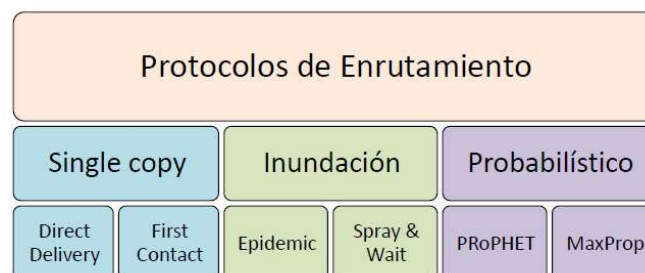 Protocolos de Enrutamiento
Single copy
Inundación
Probabilístico
Direct
Delivery
First
Contact
Epidemic
Spray &
Wait
PRoPHET
MaxProp